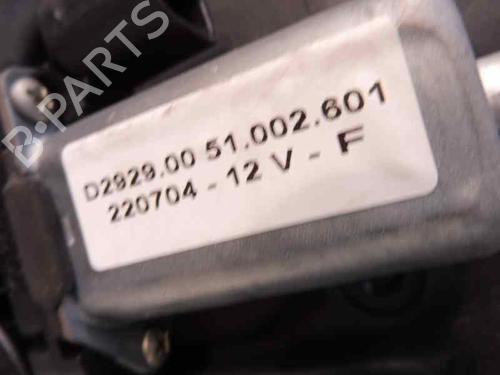 B-PARTS
D2929.00 51.002.601
220704 - 12 V - F